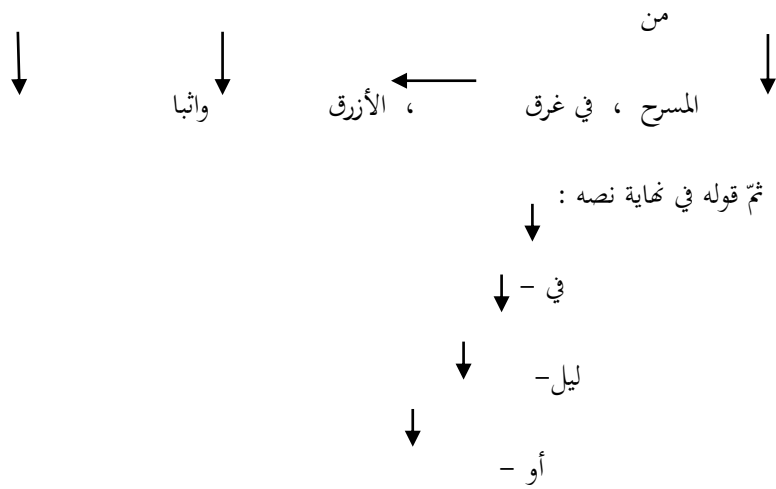 من
المسرح ، في غرق ، الأزرق واثبا
ثمّ قوله في نهاية نصه :
في –
ليل–
أو –